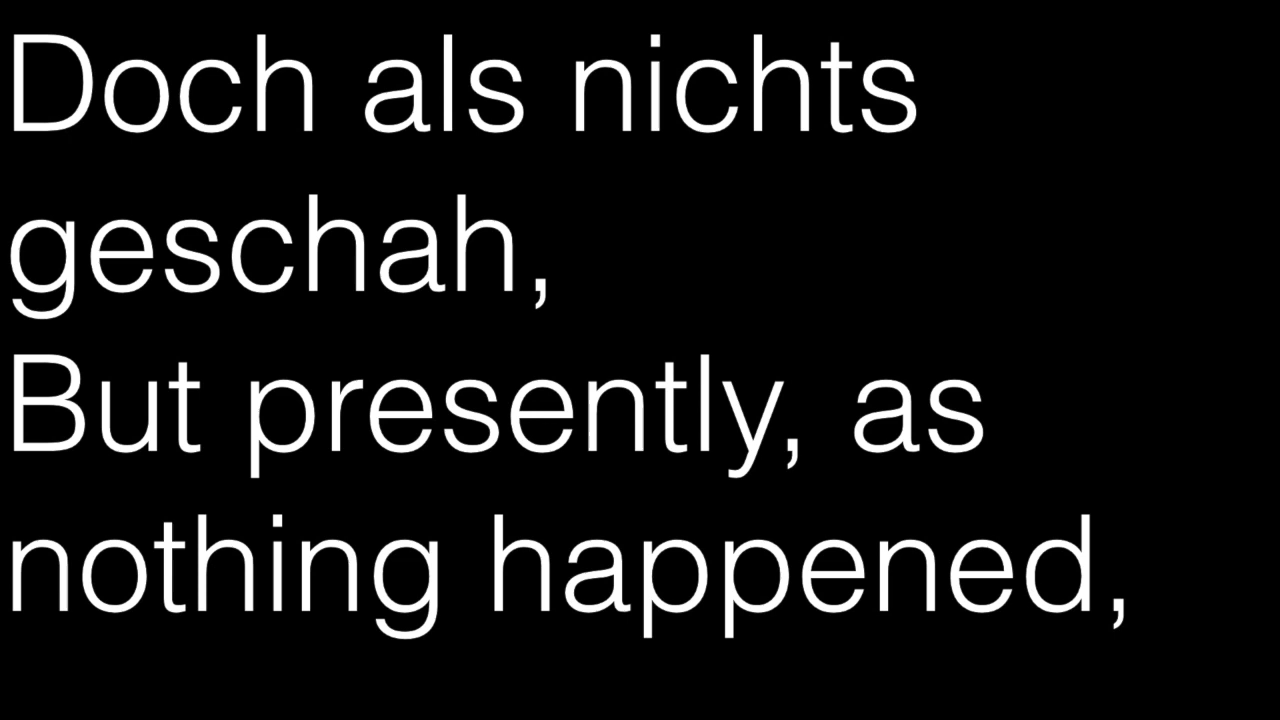 Doch als nichts
geschah,
But presently, as
nothing happened,